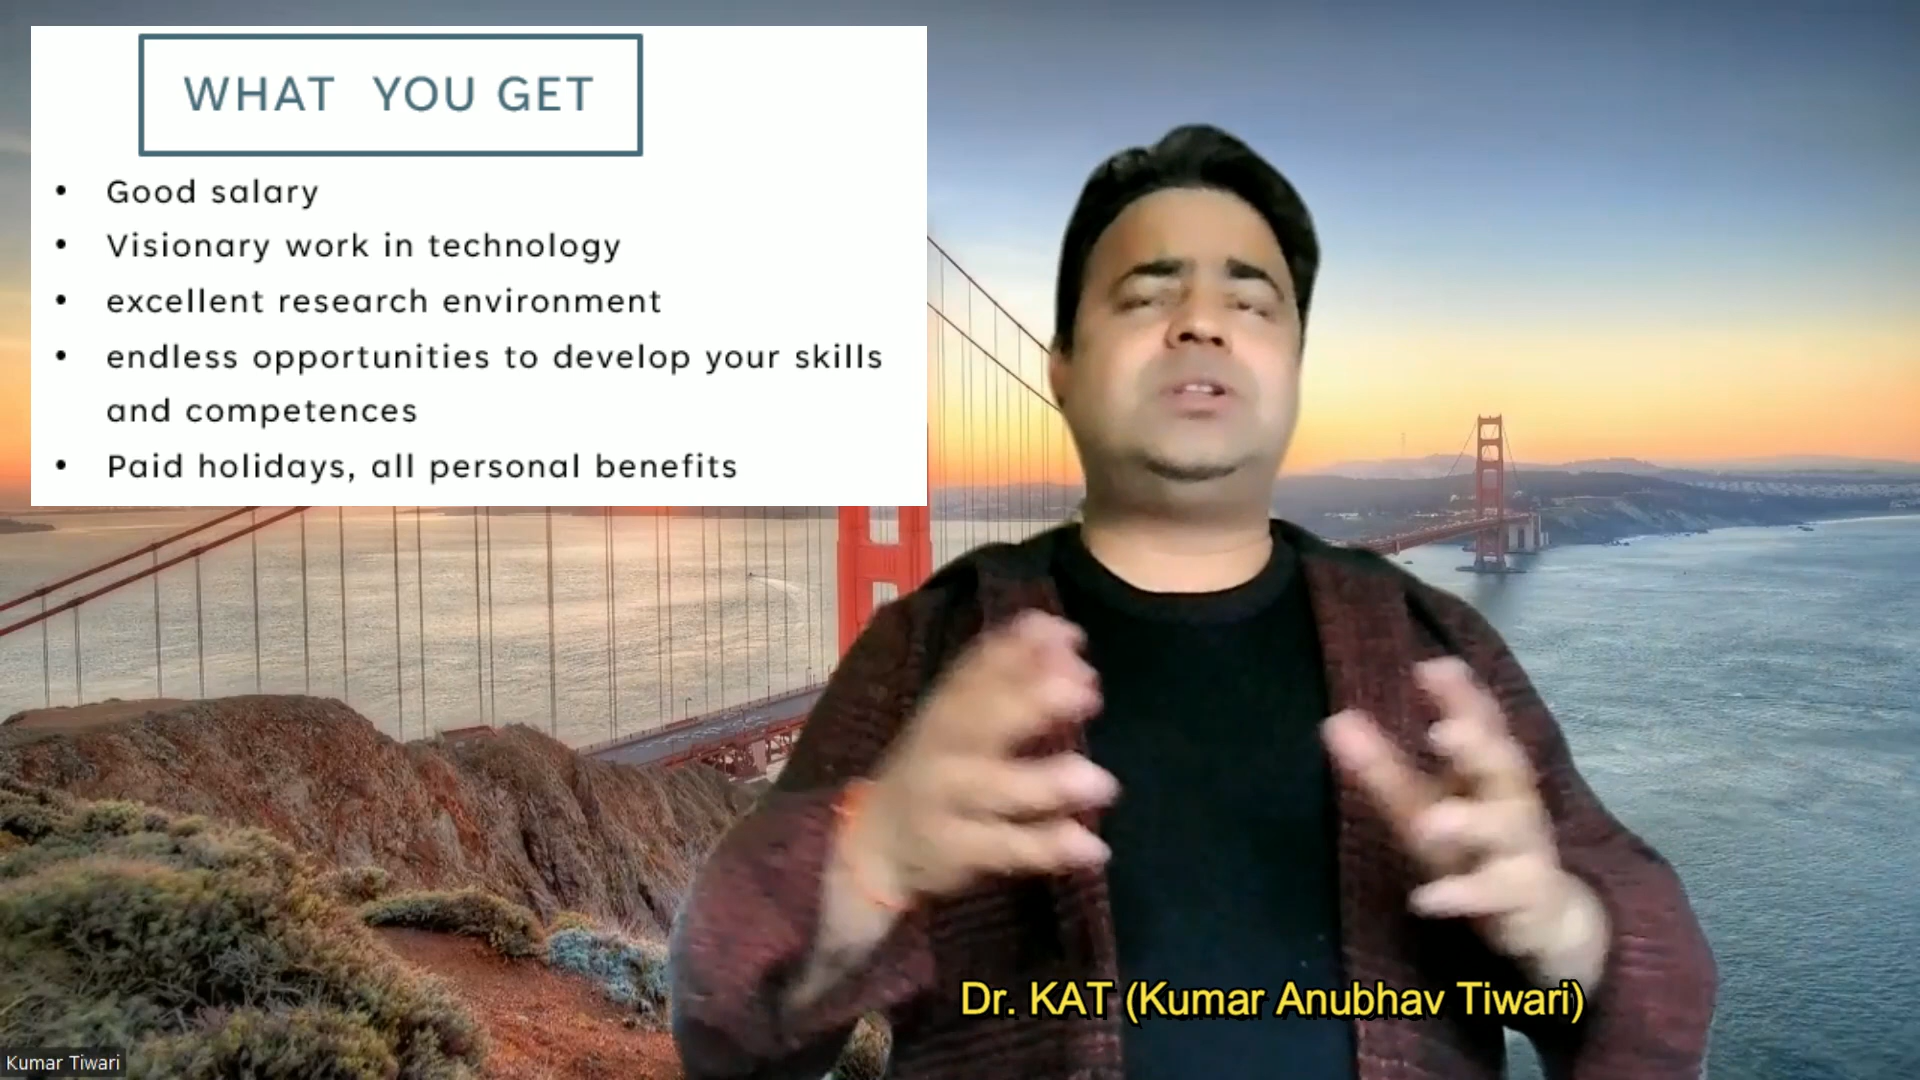 WHAT YOU GET
• Good salary
• Visionary work in technology
• excellent research environment
• endless opportunities to develop your skills
and competences
• Paid holidays, all personal benefits
Dr. KAT (Kumar Anubhav Tiwari)
Kumar Tiwari